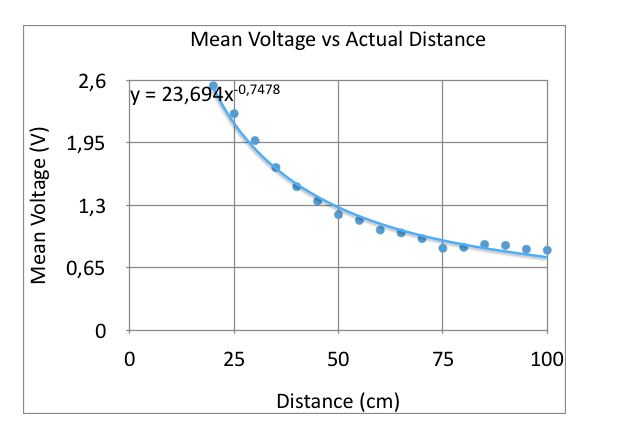 Mean Voltage vs Actual Distance
y = 23,694x^-0,7478
2,6
1,95
1,3
0,65
0
Mean Voltage (V)
0 25 50 75 100
Distance (cm)